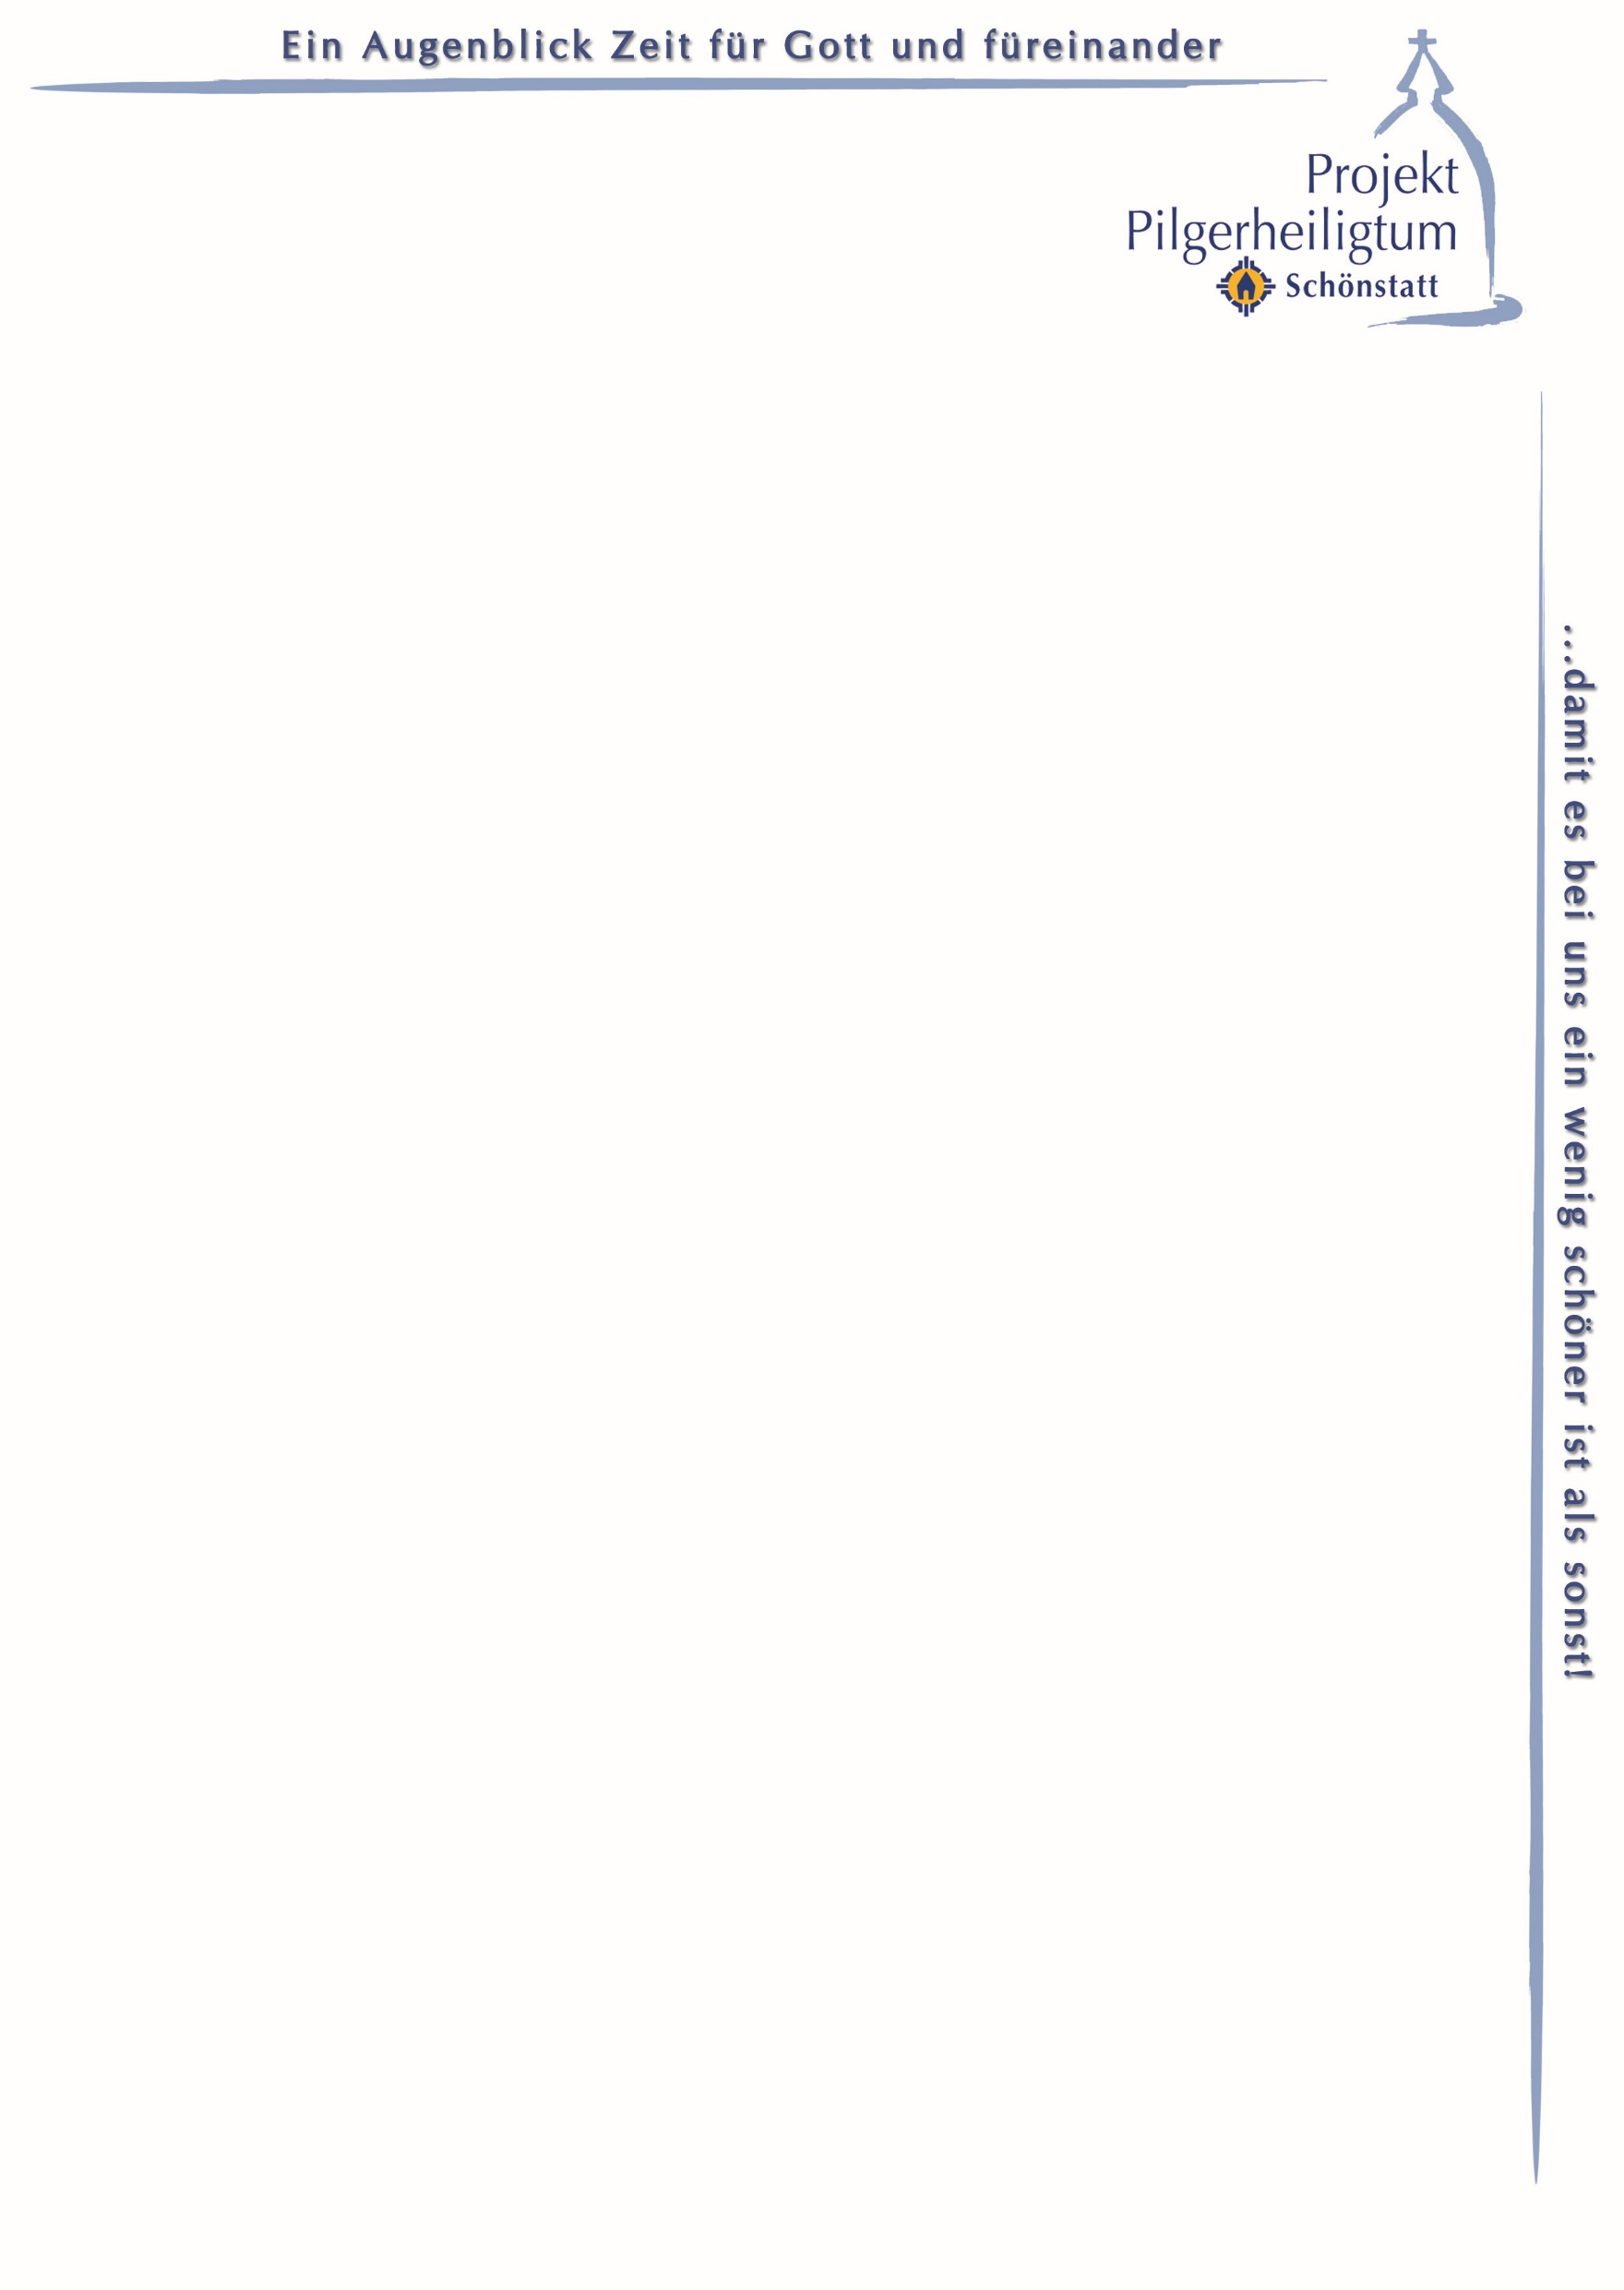 Ein Augenblick Zeit für Gott und füreinander
Projekt
Pilgerheiligtum
Schönstatt
...damit es bei uns ein wenig schöner ist als sonst!